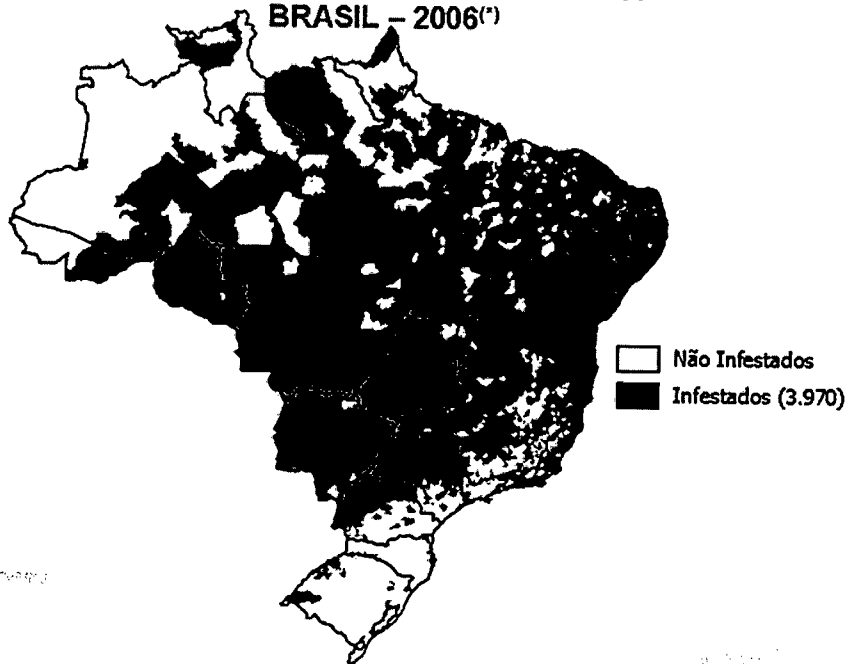 BRASIL – 2006(*)
Não Infestados
Infestados (3.970)